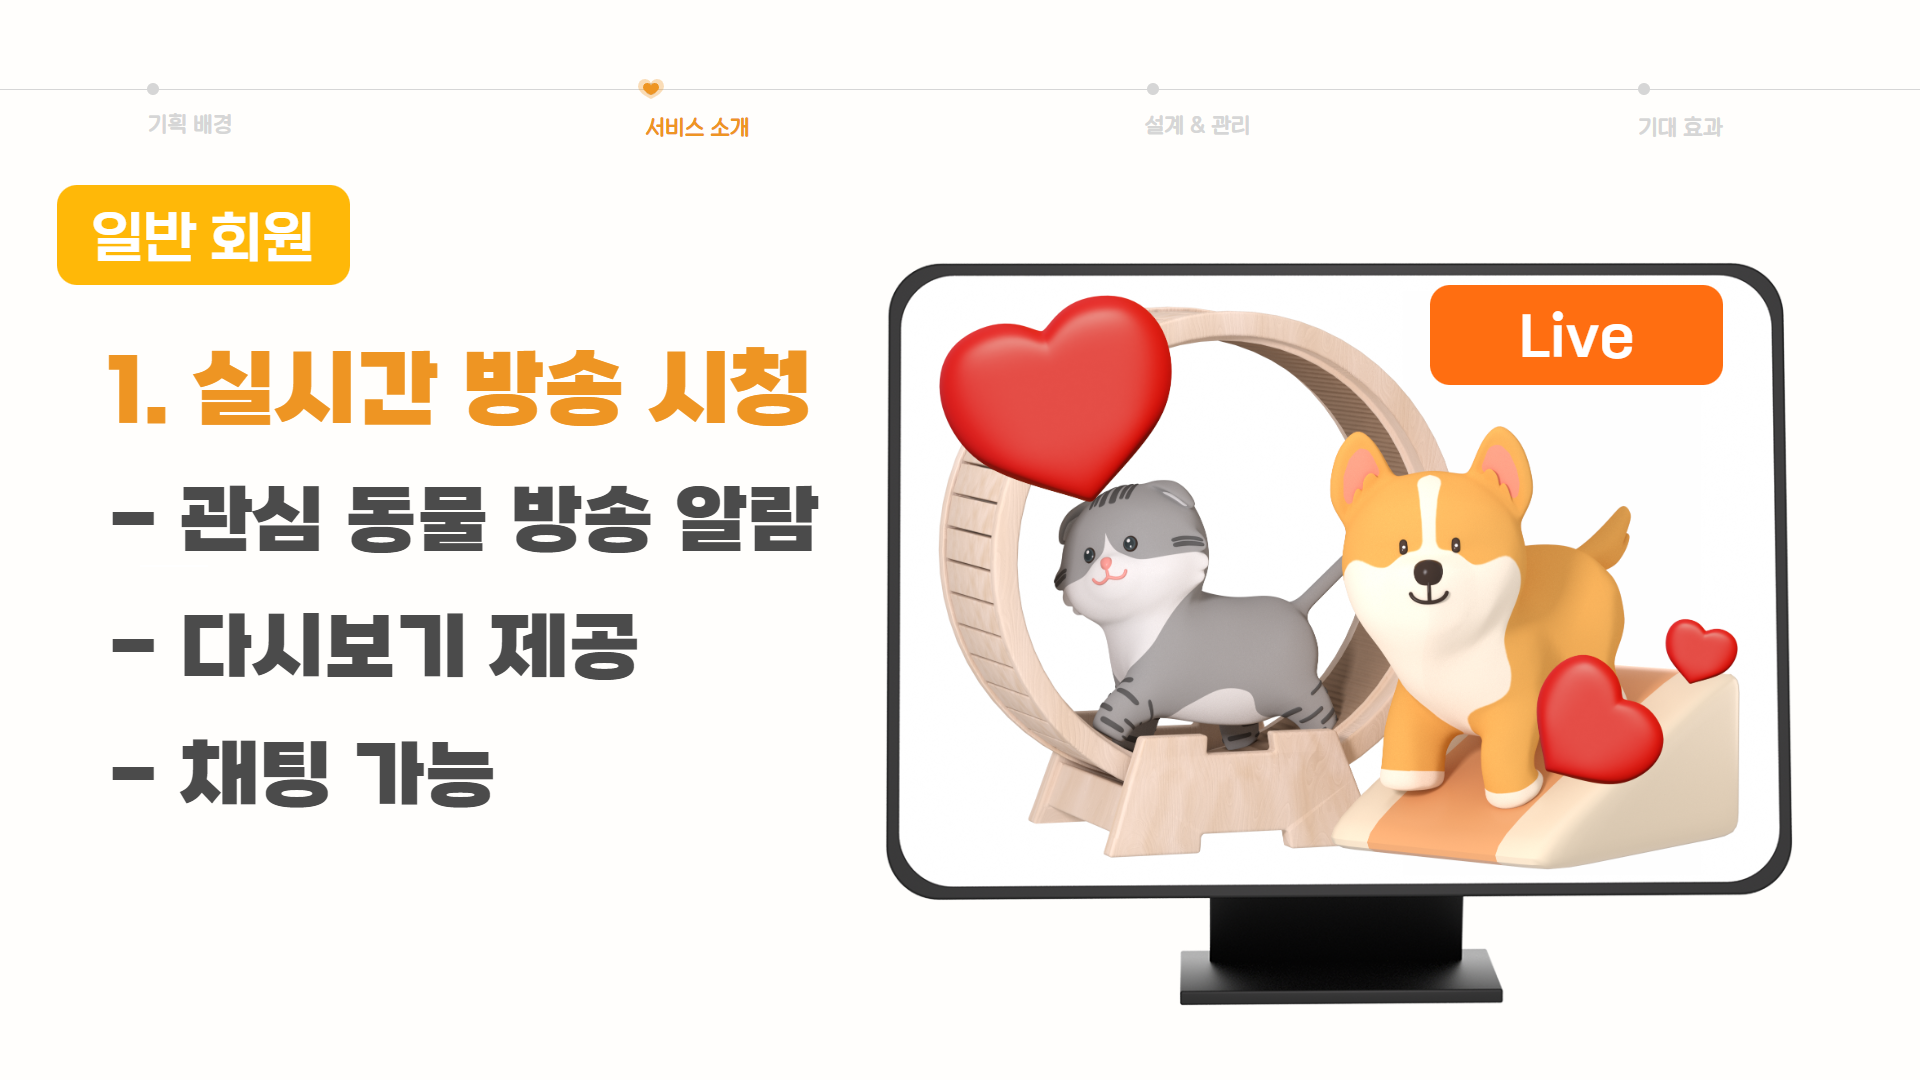 기획 배경
서비스 소개
설계 & 관리
기대 효과
일반 회원
1. 실시간 방송 시청
- 관심 동물 방송 알람
- 다시보기 제공
- 채팅 가능
Live